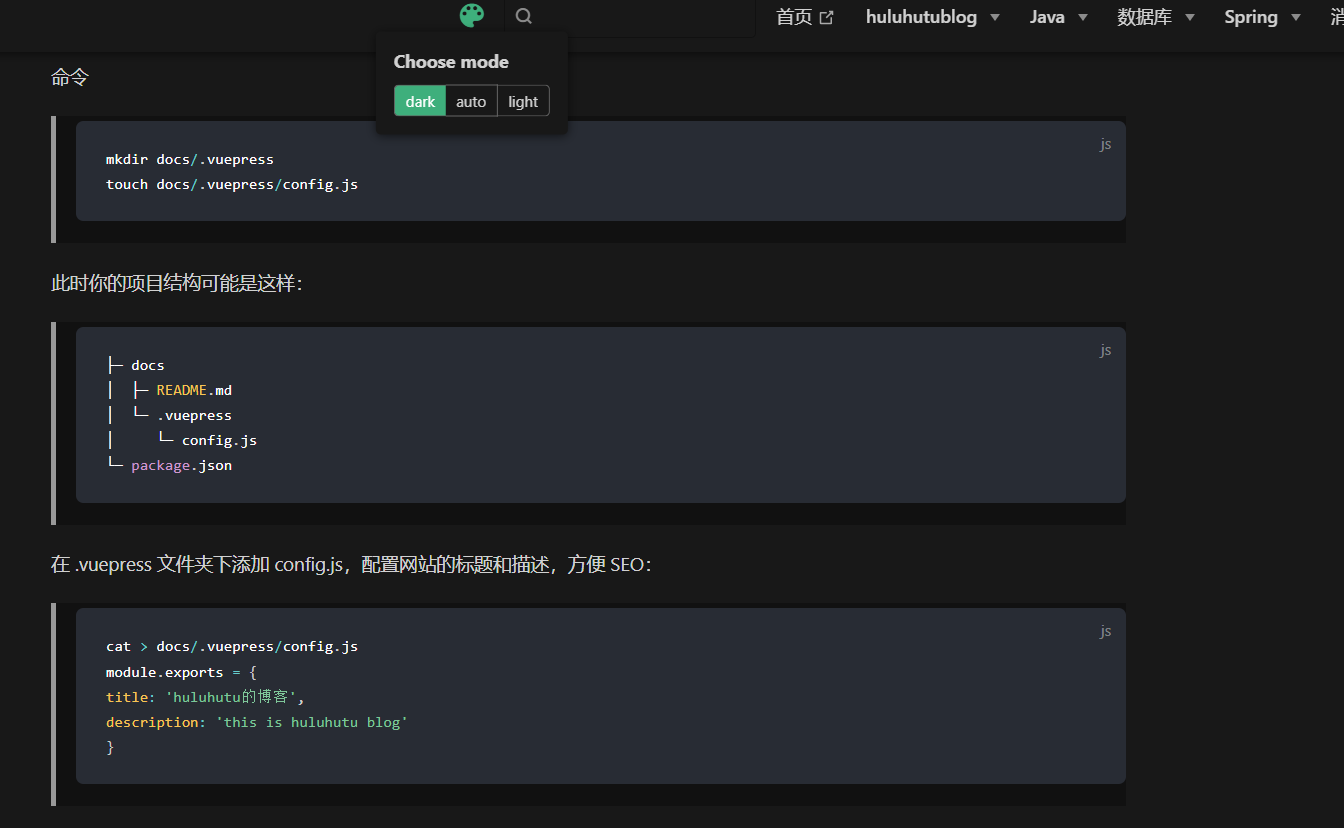 首页 huluhutublog Java 数据库 Spring 消
Choose mode
dark auto light
命令
js
mkdir docs/.vuepress
touch docs/.vuepress/config.js
此时你的项目结构可能是这样：
js
├─ docs
│  ├─ README.md
│  └─ .vuepress
│     └─ config.js
└─ package.json
在 .vuepress 文件夹下添加 config.js，配置网站的标题和描述，方便 SEO：
js
cat > docs/.vuepress/config.js
module.exports = {
title: 'huluhutu的博客',
description: 'this is huluhutu blog'
}